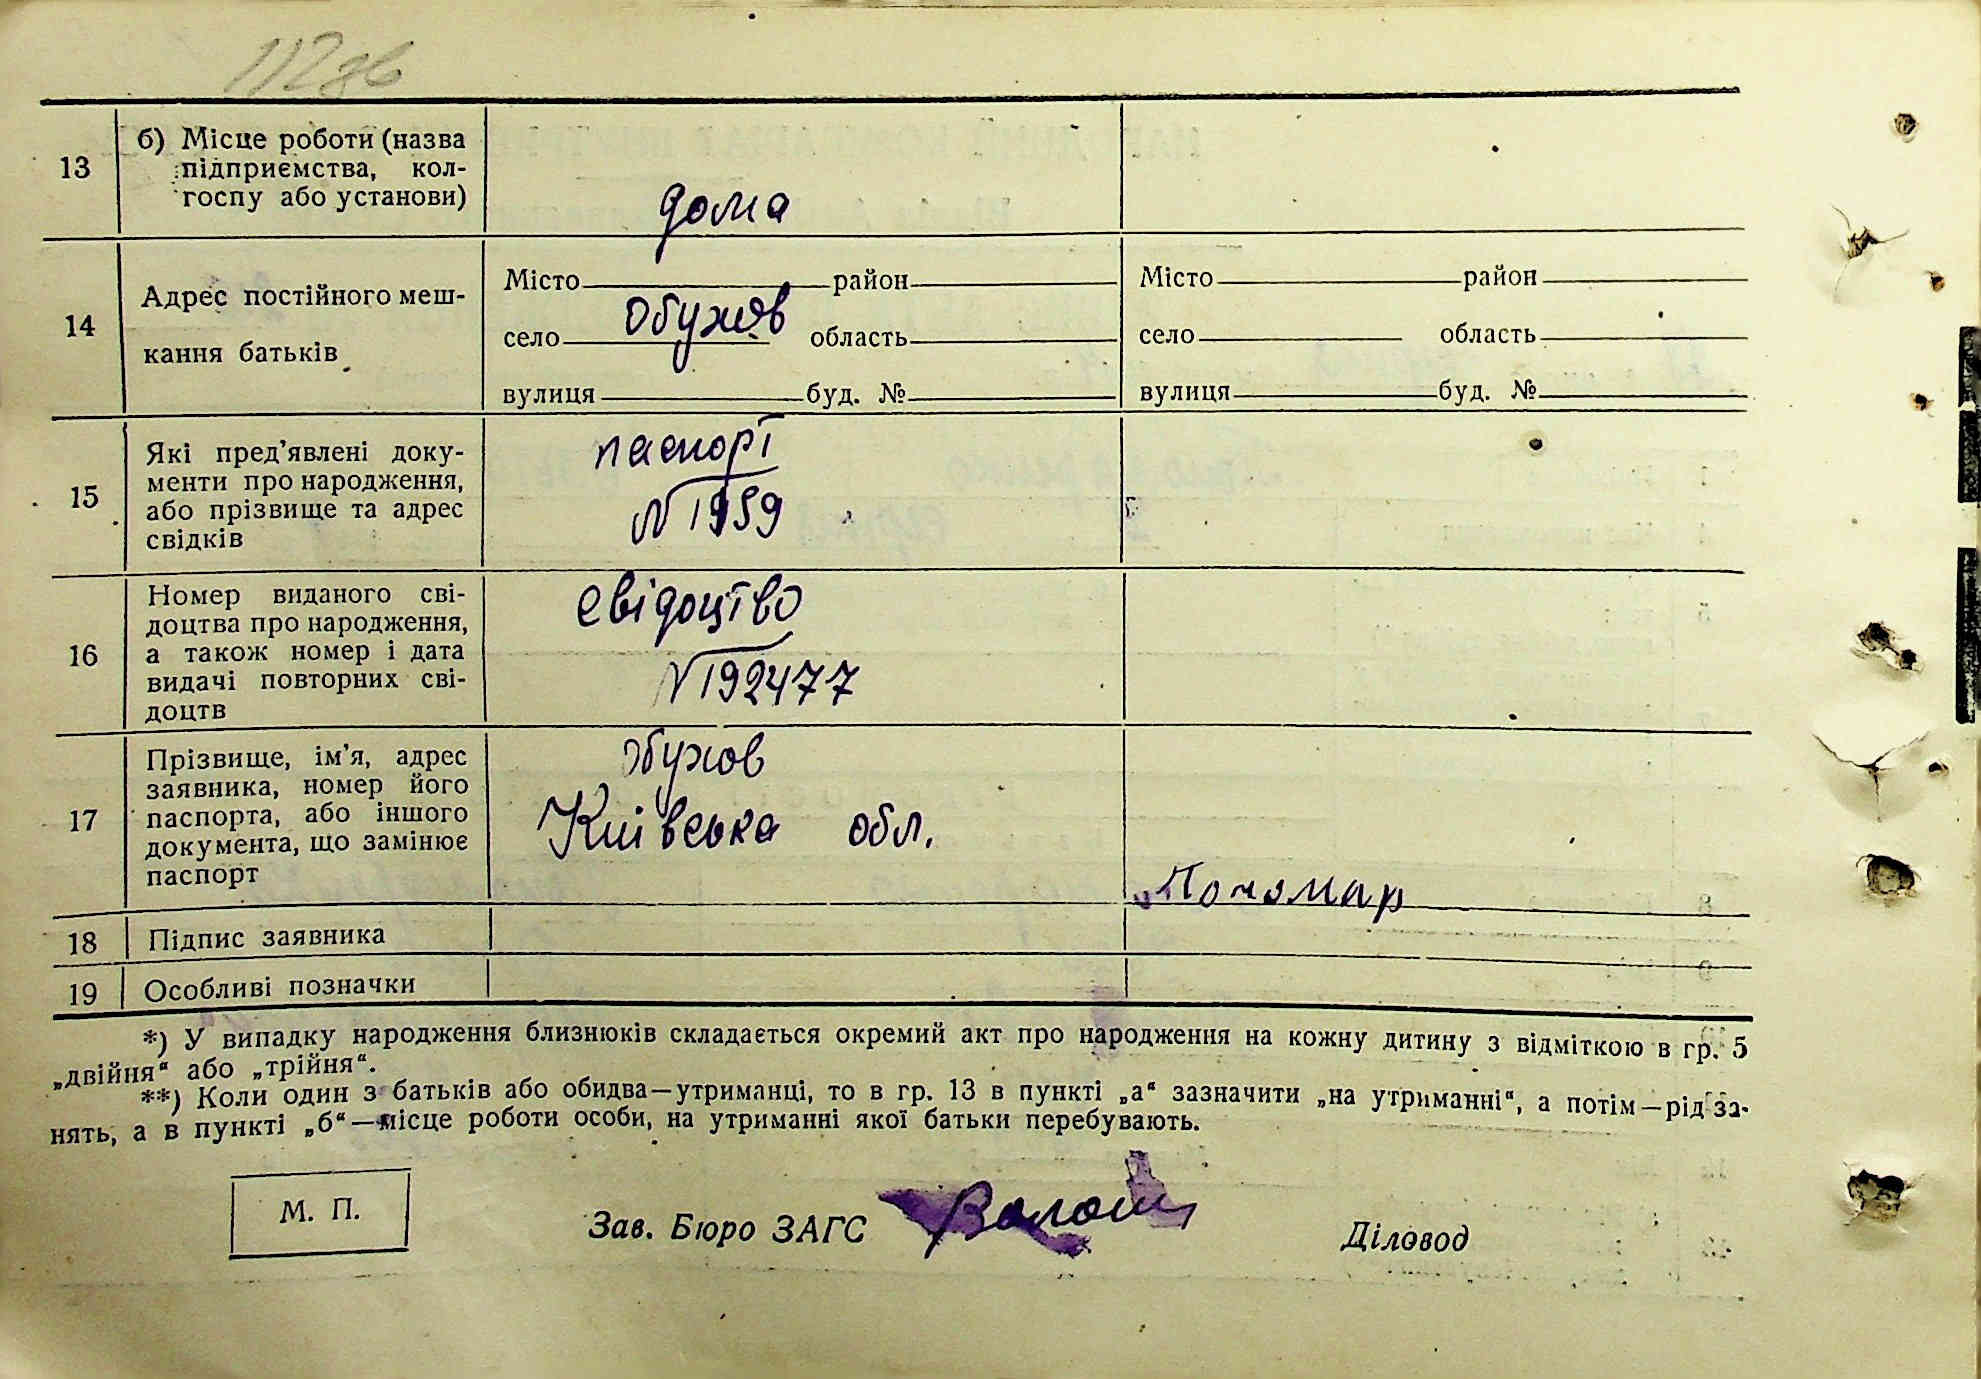 112зв
13
б) Місце роботи (назва
підприємства, кол-
госпу або установи)
дома
14
Адрес постійного меш-
кання батьків
Місто район
село Обухов область
вулиця буд. №
Місто район
село область
вулиця буд. №
15
Які пред’явлені доку-
менти про народження,
або прізвище та адрес
свідків
паспорт
N 1959
16
Номер виданого сві-
доцтва про народження,
а також номер і дата
видачі повторних сві-
доцтв
свідоцтво
N 192477
17
Прізвище, ім’я, адрес
заявника, номер його
паспорта, або іншого
документа, що замінює
паспорт
Обухов
Київська обл.
Пономар
18
Підпис заявника
19
Особливі позначки
*) У випадку народження близнюків складається окремий акт про народження на кожну дитину з відміткою в гр. 5
„двійня“ або „трійня“.
**) Коли один з батьків або обидва—утриманці, то в гр. 13 в пункті „а“ зазначити „на утриманні“, а потім—рід за-
нять, а в пункті „б“—місце роботи особи, на утриманні якої батьки перебувають.
М. П.
Зав. Бюро ЗАГС
Діловод